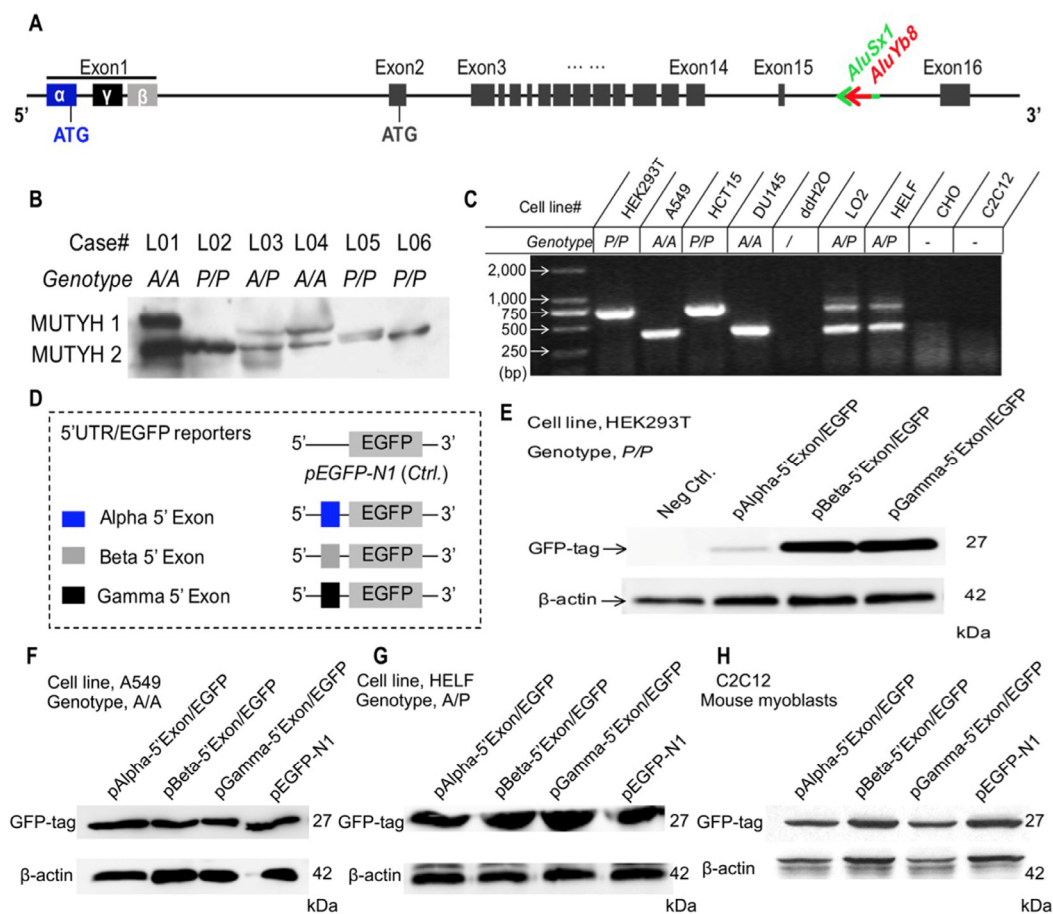 A
AluSx1
AluYb8
Exon1
Exon2
Exon3
... ...
Exon14
Exon15
Exon16
α
γ
β
5’
3’
ATG
ATG
B
Case# L01 L02 L03 L04 L05 L06
Genotype A/A P/P A/P A/A P/P P/P
MUTYH 1
MUTYH 2
C
Cell line# HEK293T A549 HCT15 DU145 ddH2O LO2 HELF CHO C2C12
Genotype P/P A/A P/P A/A / A/P A/P - -
2,000
1,000
750
500
250
(bp)
D
5’UTR/EGFP reporters
5’ EGFP 3’
pEGFP-N1 (Ctrl.)
Alpha 5’ Exon
5’ EGFP 3’
Beta 5’ Exon
5’ EGFP 3’
Gamma 5’ Exon
5’ EGFP 3’
E
Cell line, HEK293T
Genotype, P/P
Neg Ctrl.
pAlpha-5’Exon/EGFP
pBeta-5’Exon/EGFP
pGamma-5’Exon/EGFP
GFP-tag 27
β-actin 42
kDa
F
Cell line, A549
Genotype, A/A
pAlpha-5’Exon/EGFP
pBeta-5’Exon/EGFP
pGamma-5’Exon/EGFP
pEGFP-N1
GFP-tag 27
β-actin 42
kDa
G
Cell line, HELF
Genotype, A/P
pAlpha-5’Exon/EGFP
pBeta-5’Exon/EGFP
pGamma-5’Exon/EGFP
pEGFP-N1
GFP-tag 27
β-actin 42
kDa
H
C2C12
Mouse myoblasts
pAlpha-5’Exon/EGFP
pBeta-5’Exon/EGFP
pGamma-5’Exon/EGFP
pEGFP-N1
GFP-tag 27
β-actin 42
kDa